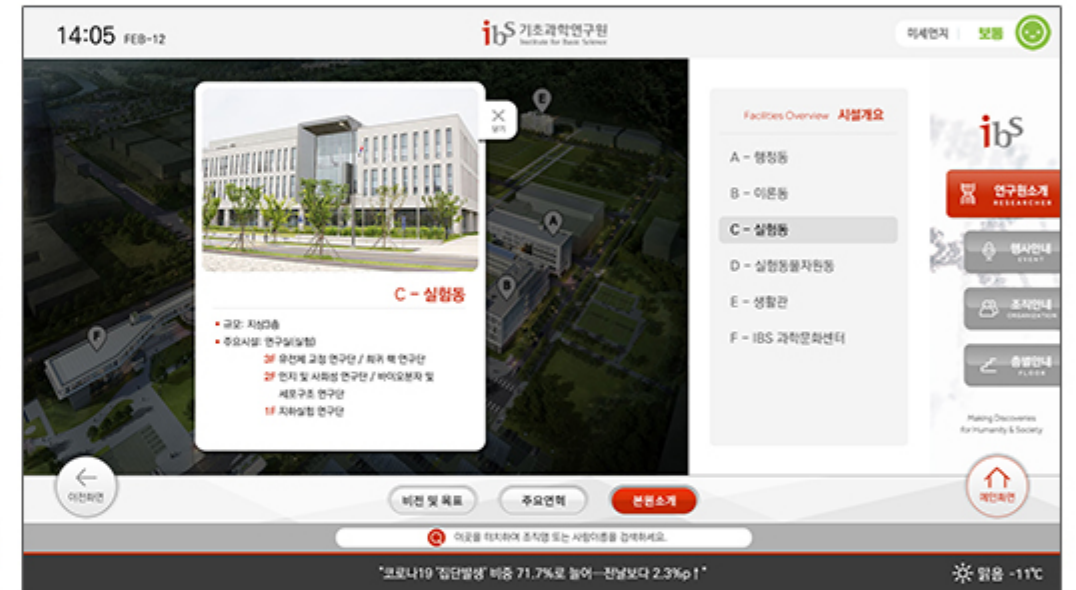 14:05 FEB-12
ibS 기초과학연구원
Institute for Basic Science
미세먼지 보통
E
닫기
A
B
F
C - 실험동
규모: 지상3층
주요시설: 연구실(실험)
3F 유전체 교정 연구단 / 희귀 핵 연구단
2F 인지 및 사회성 연구단 / 바이오분자 및
세포구조 연구단
1F 지하실험 연구단
Facilities Overview 시설개요
A - 행정동
B - 이론동
C - 실험동
D - 실험동물자원동
E - 생활관
F - IBS 과학문화센터
ibS
연구원소개
RESEARCHER
행사안내
EVENT
조직안내
ORGANIZATION
층별안내
FLOOR
Making Discoveries
for Humanity & Society
이전화면
비전 및 목표
주요연혁
본원소개
메인화면
이곳을 터치하여 조직명 또는 사람이름을 검색하세요.
"코로나19 '집단발생' 비중 71.7%로 늘어…전날보다 2.3%p↑"
맑음 -11℃